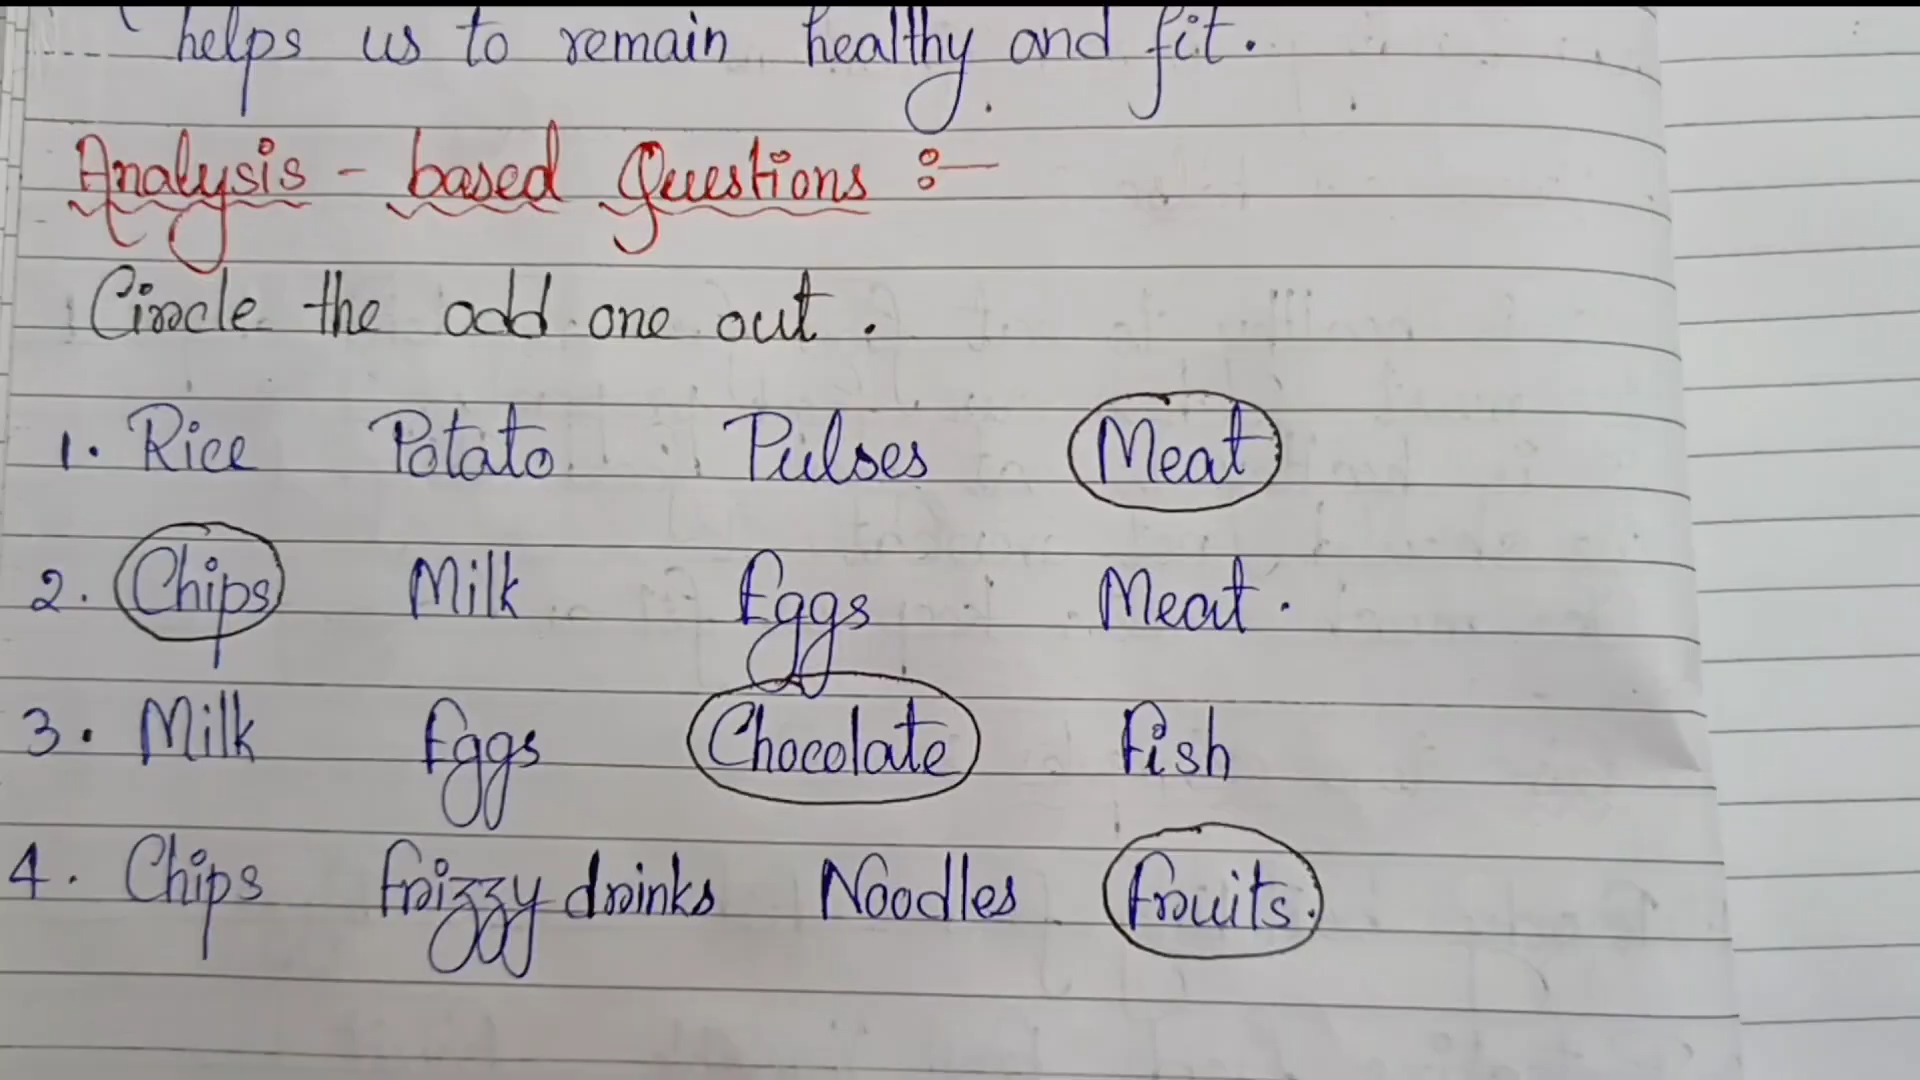 helps us to remain healthy and fit.
Analysis - based Questions :-
Circle the odd one out.
1. Rice Potato Pulses Meat
2. Chips Milk Eggs Meat.
3. Milk Eggs Chocolate Fish
4. Chips frizzy drinks Noodles fruits.